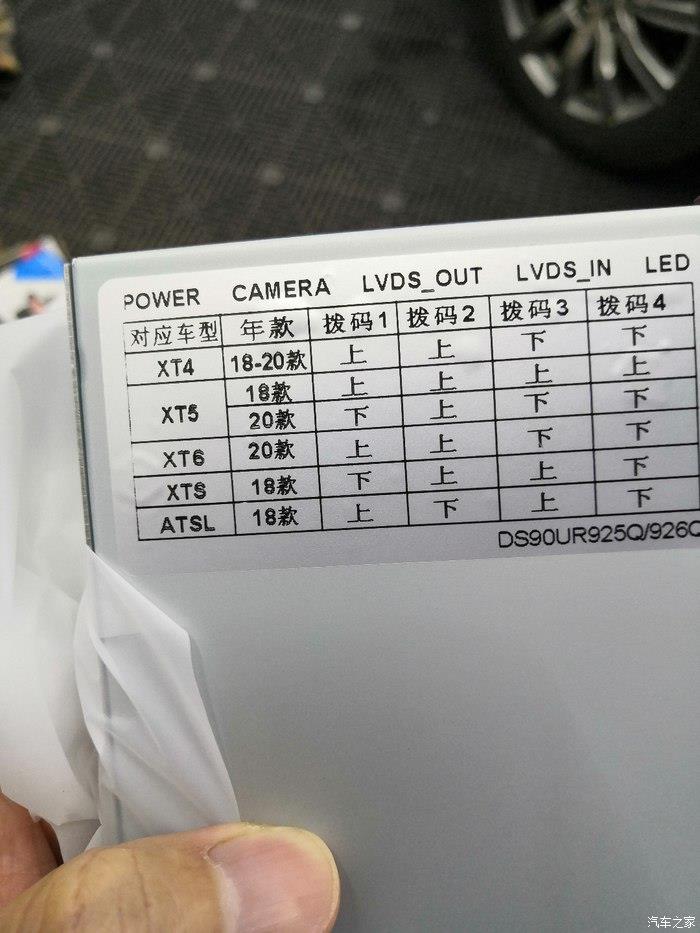 POWER CAMERA LVDS_OUT LVDS_IN LED
对应车型 年款 拨码1 拨码2 拨码3 拨码4
XT4 18-20款 上 上 下 下
XT5 18款 上 上 上 上
20款 下 上 下 下
XT6 20款 上 上 下 下
XTS 18款 下 上 上 下
ATSL 18款 上 下 上 下
DS90UR925Q/926Q
汽车之家